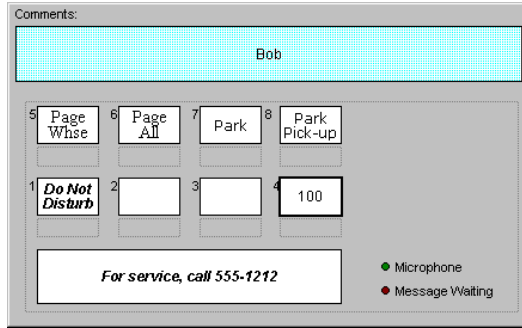 Comments:
Bob
5 Page Whse 6 Page All 7 Park 8 Park Pick-up
1 Do Not Disturb 2 3 4 100
For service, call 555-1212
Microphone
Message Waiting